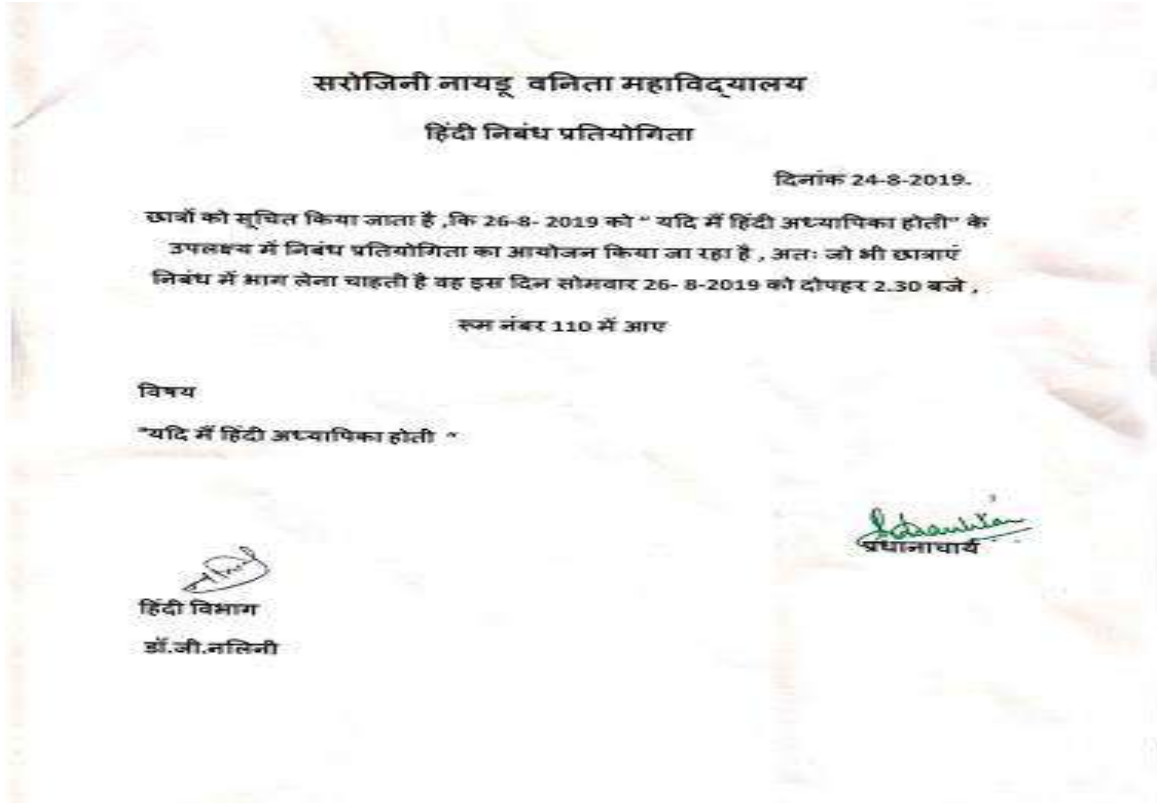 सरोजिनी नायडू वनिता महाविद्यालय
हिंदी निबंध प्रतियोगिता
दिनांक 24-8-2019.
छात्रों को सूचित किया जाता है ,कि 26-8- 2019 को “ यदि मैं हिंदी अध्यापिका होती” के
उपलक्ष्य में निबंध प्रतियोगिता का आयोजन किया जा रहा है , अतः जो भी छात्राएं
निबंध में भाग लेना चाहती है वह इस दिन सोमवार 26- 8-2019 को दोपहर 2.30 बजे ,
रूम नंबर 110 में आए
विषय
"यदि मैं हिंदी अध्यापिका होती “
प्रधानाचार्य
हिंदी विभाग
डॉ.जी.नलिनी